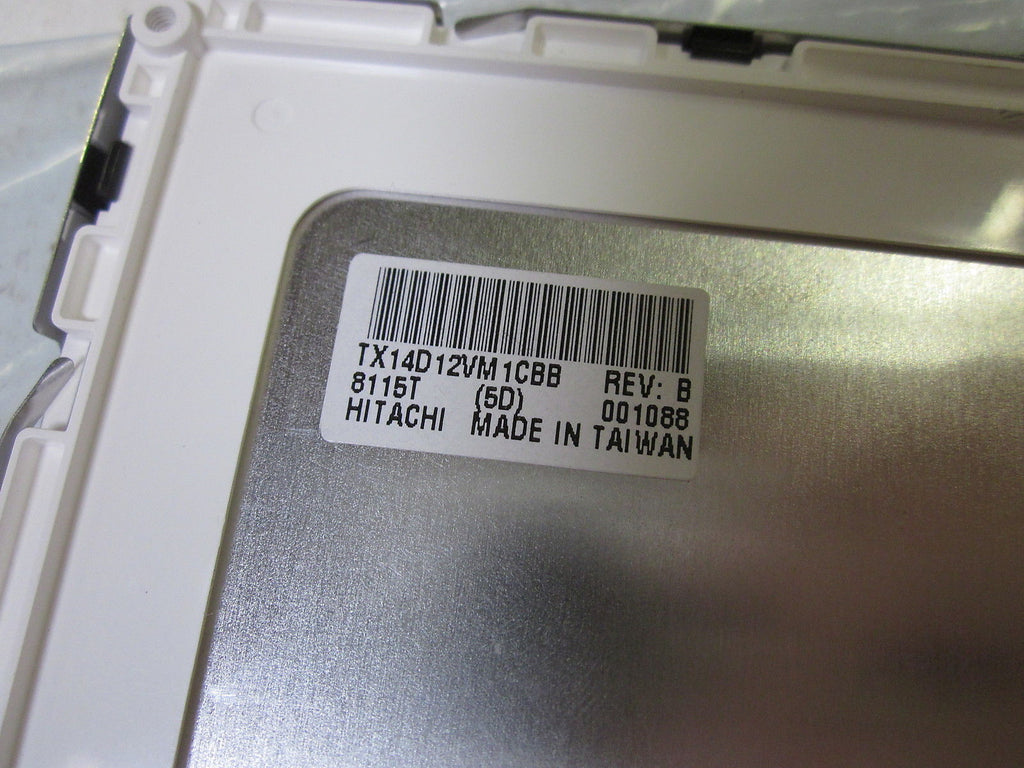 TX14D12VM1CBB REV: B
8115T (5D) 001088
HITACHI MADE IN TAIWAN